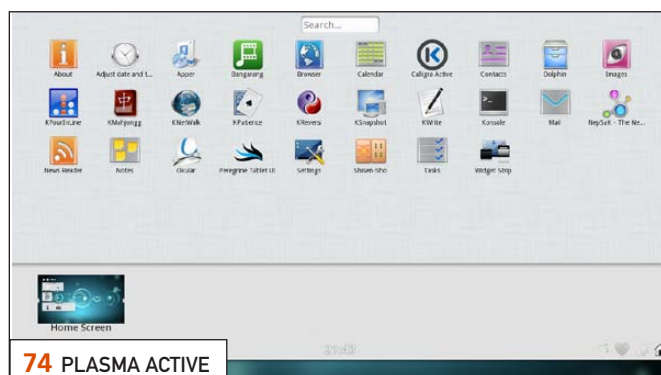 Search...
About Adjust date and t... Apper Bangarang Browser Calendar Calligra Active Contacts Dolphin Images
KFourInLine KMahjongg KNetWalk KPatience KReversi KSnapshot KWrite Konsole Mail NepSaK - The Ne...
News Reader Notes Okular Peregrine Tablet UI Settings Shisen-Sho Tasks Widget Strip
Home Screen
74 PLASMA ACTIVE